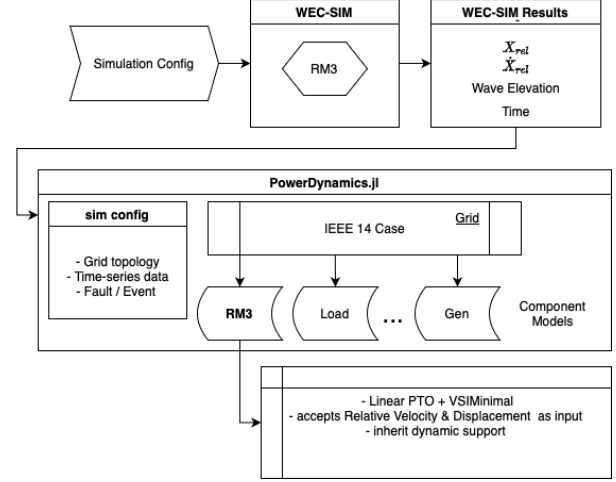 WEC-SIM
WEC-SIM Results
Simulation Config
RM3
X_rel
Ẋ_rel
Wave Elevation
Time
PowerDynamics.jl
sim config
- Grid topology
- Time-series data
- Fault / Event
IEEE 14 Case
Grid
RM3
Load
...
Gen
Component
Models
- Linear PTO + VSIMinimal
- accepts Relative Velocity & Displacement as input
- inherit dynamic support